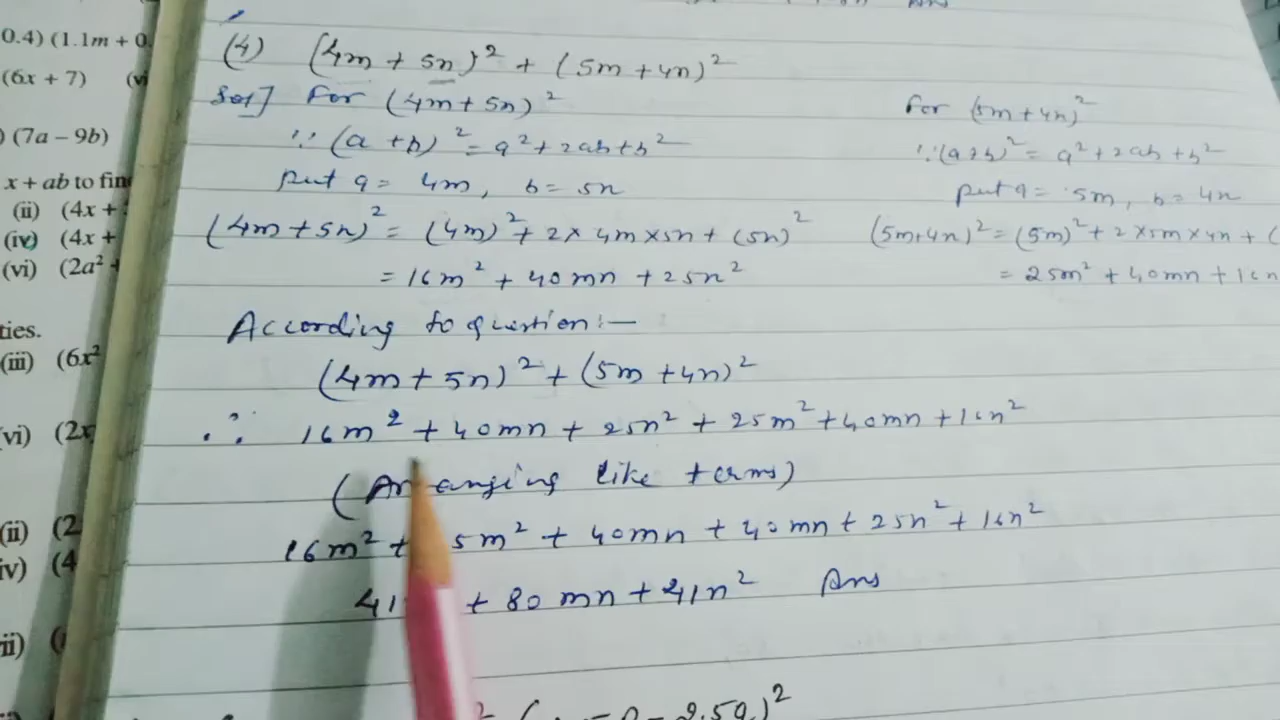 0.4) (1.1m + 0
(6x + 7)
(7a – 9b)
x + ab to fin
(ii) (4x +
(iv) (4x +
(vi) (2a² +
ties.
(iii) (6x²
vi) (2x
(ii) (2
iv) (4
ii) (
(4) (4m + 5n)² + (5m + 4n)²
Sol] For (4m + 5n)²
∵ (a + b)² = a² + 2ab + b²
put a = 4m, b = 5n
(4m + 5n)² = (4m)² + 2 × 4m × 5n + (5n)²
= 16m² + 40mn + 25n²
For (5m + 4n)²
∵ (a + b)² = a² + 2ab + b²
put a = 5m, b = 4n
(5m + 4n)² = (5m)² + 2 × 5m × 4n + (
= 25m² + 40mn + 16n
According to question :—
(4m + 5n)² + (5m + 4n)²
∴ 16m² + 40mn + 25n² + 25m² + 40mn + 16n²
(Arranging like terms)
16m² + 5m² + 40mn + 40mn + 25n² + 16n²
41 + 80mn + 41n² Ans